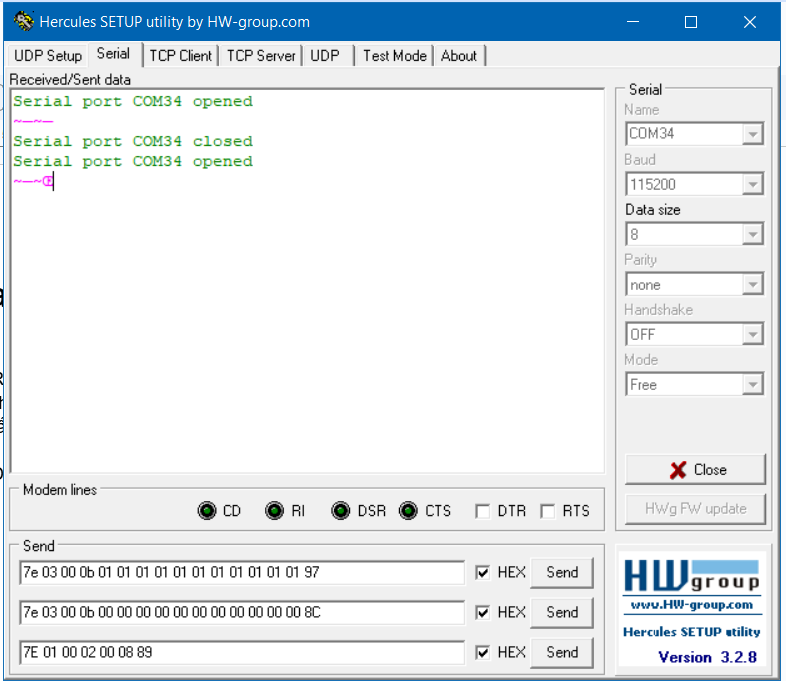 Hercules SETUP utility by HW-group.com
UDP Setup Serial TCP Client TCP Server UDP Test Mode About
Received/Sent data
Serial port COM34 opened
~—~—
Serial port COM34 closed
Serial port COM34 opened
Serial
Name
COM34
Baud
115200
Data size
8
Parity
none
Handshake
OFF
Mode
Free
Close
HWg FW update
Modem lines
CD RI DSR CTS DTR RTS
Send
7e 03 00 0b 01 01 01 01 01 01 01 01 01 01 01 97 HEX Send
7e 03 00 0b 00 00 00 00 00 00 00 00 00 00 00 8C HEX Send
7E 01 00 02 00 08 89 HEX Send
HW group
www.HW-group.com
Hercules SETUP utility
Version 3.2.8